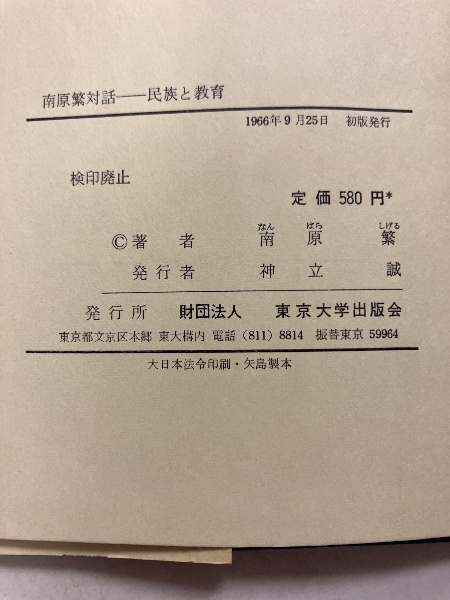 南原繁対話――民族と教育
1966年9月25日 初版発行
検印廃止
定価 580 円*
©著者 南原繁
なん ばら しげる
発行者 神立誠
発行所 財団法人 東京大学出版会
東京都文京区本郷 東大構内 電話 (811) 8814 振替東京 59964
大日本法令印刷・矢島製本